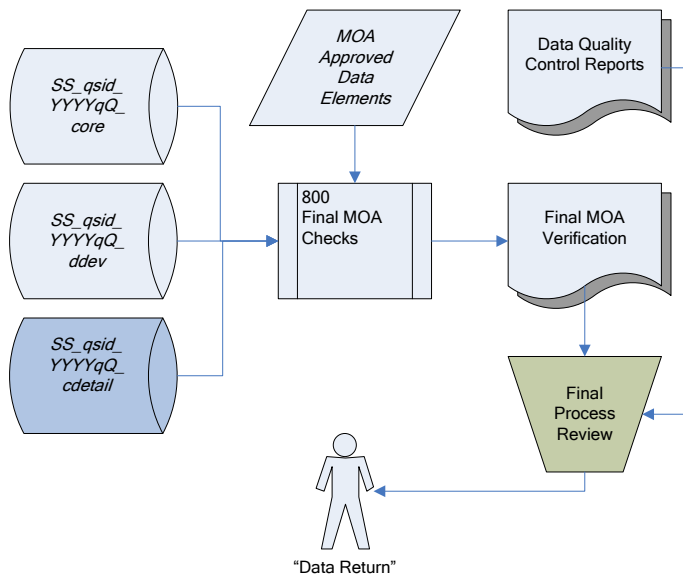 SS_qsid_
YYYYqQ_
core
MOA
Approved
Data
Elements
Data Quality
Control Reports
SS_qsid_
YYYYqQ_
ddev
800
Final MOA
Checks
Final MOA
Verification
SS_qsid_
YYYYqQ_
cdetail
Final
Process
Review
“Data Return”